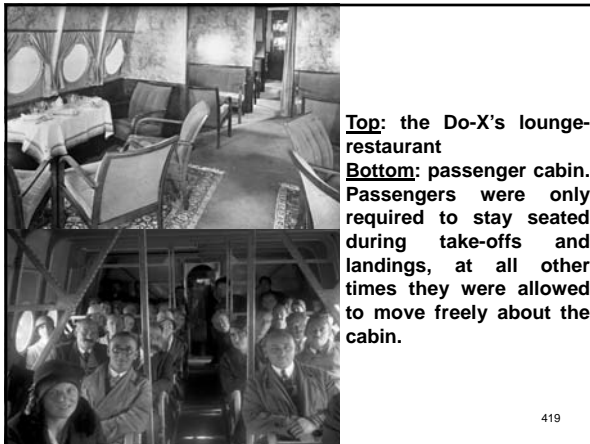 Top: the Do-X's lounge-
restaurant
Bottom: passenger cabin.
Passengers were only
required to stay seated
during take-offs and
landings, at all other
times they were allowed
to move freely about the
cabin.
419